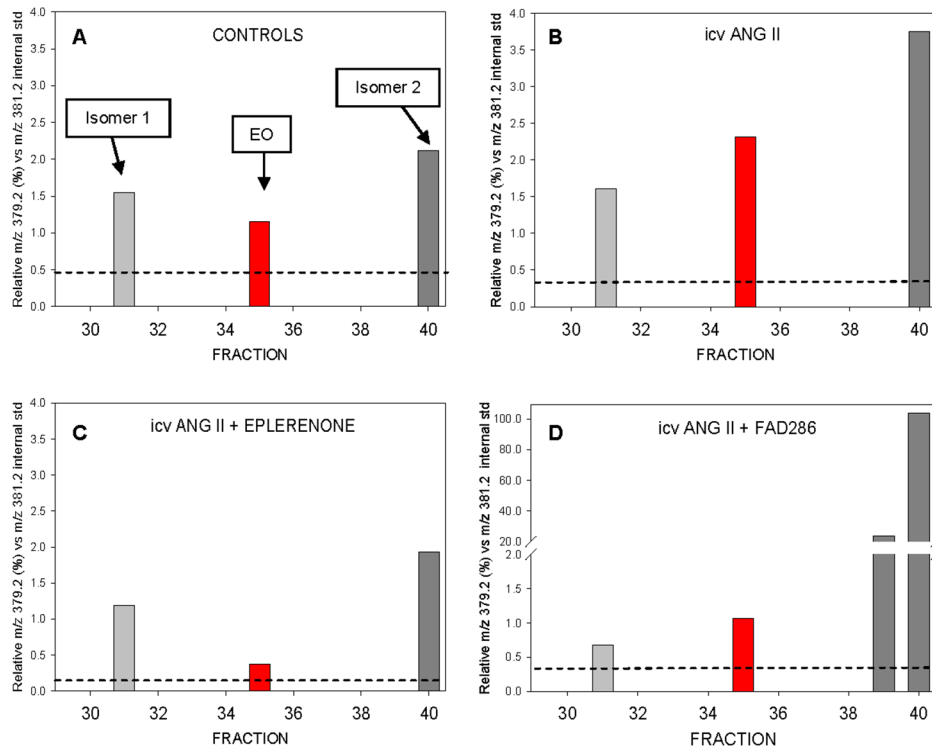 A
CONTROLS
Isomer 1
EO
Isomer 2
Relative m/z 379.2 (%) vs m/z 381.2 internal std
4.0
3.5
3.0
2.5
2.0
1.5
1.0
0.5
0.0
30 32 34 36 38 40
FRACTION
B
icv ANG II
Relative m/z 379.2 (%) vs m/z 381.2 internal std
4.0
3.5
3.0
2.5
2.0
1.5
1.0
0.5
0.0
30 32 34 36 38 40
FRACTION
C
icv ANG II + EPLERENONE
Relative m/z 379.2 (%) vs m/z 381.2 internal std
4.0
3.5
3.0
2.5
2.0
1.5
1.0
0.5
0.0
30 32 34 36 38 40
FRACTION
D
icv ANG II + FAD286
Relative m/z 379.2 (%) vs m/z 381.2 internal std
100.0
80.0
60.0
40.0
20.0
2.0
1.5
1.0
0.5
0.0
30 32 34 36 38 40
FRACTION